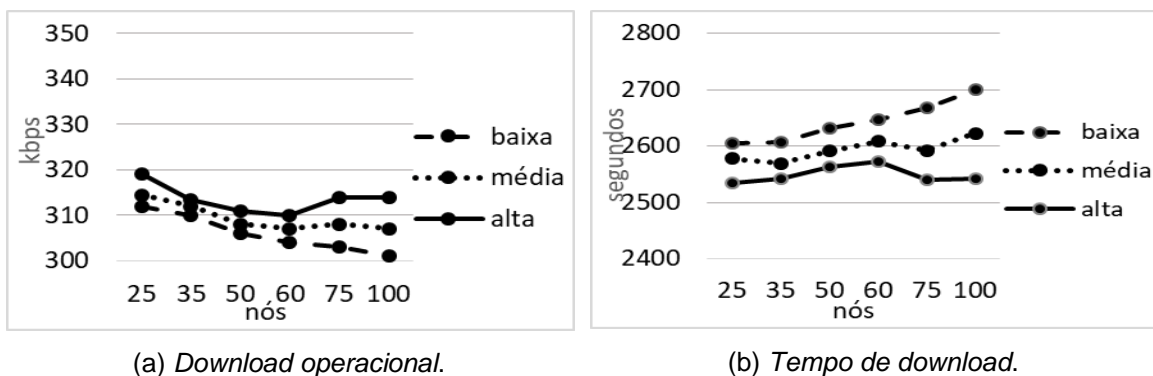 350
340
330
320
310
300
kbps
25 35 50 60 75 100
nós
baixa
média
alta
(a) Download operacional.
2800
2700
2600
2500
2400
segundos
25 35 50 60 75 100
nós
baixa
média
alta
(b) Tempo de download.